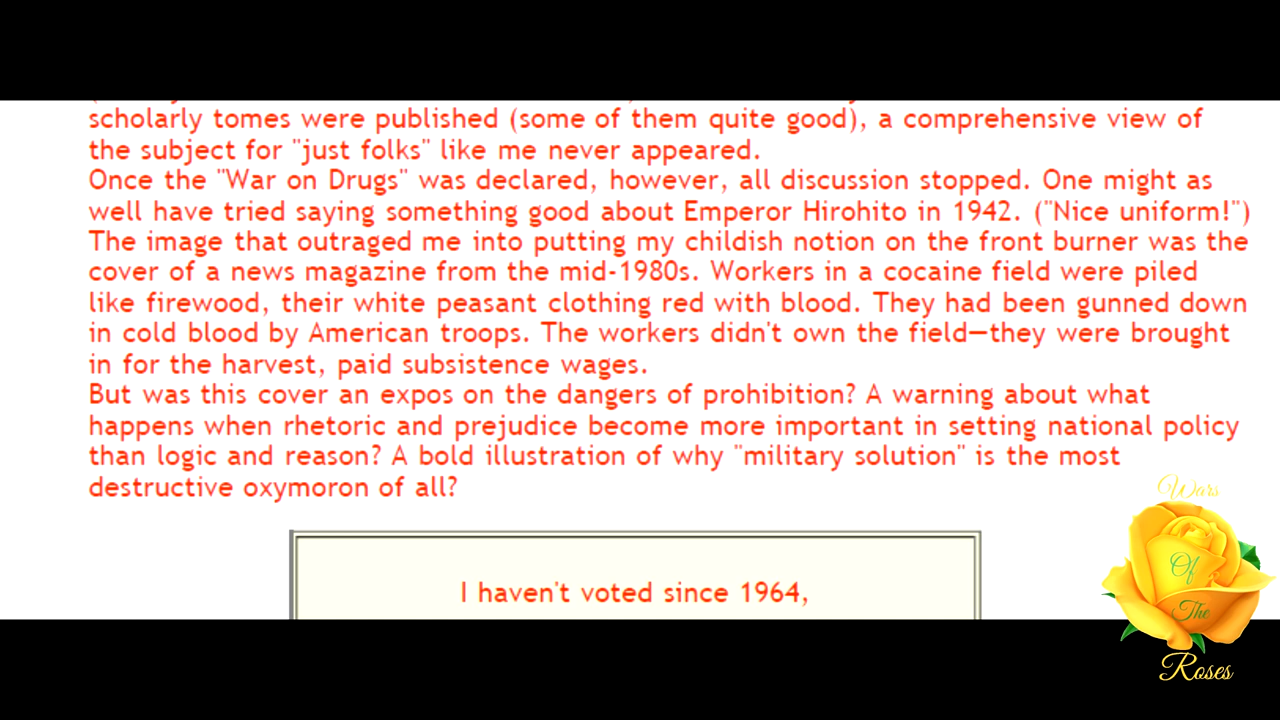 scholarly tomes were published (some of them quite good), a comprehensive view of
the subject for "just folks" like me never appeared.
Once the "War on Drugs" was declared, however, all discussion stopped. One might as
well have tried saying something good about Emperor Hirohito in 1942. ("Nice uniform!")
The image that outraged me into putting my childish notion on the front burner was the
cover of a news magazine from the mid-1980s. Workers in a cocaine field were piled
like firewood, their white peasant clothing red with blood. They had been gunned down
in cold blood by American troops. The workers didn't own the field—they were brought
in for the harvest, paid subsistence wages.
But was this cover an expos on the dangers of prohibition? A warning about what
happens when rhetoric and prejudice become more important in setting national policy
than logic and reason? A bold illustration of why "military solution" is the most
destructive oxymoron of all?
I haven't voted since 1964,
Wars
Of
The
Roses